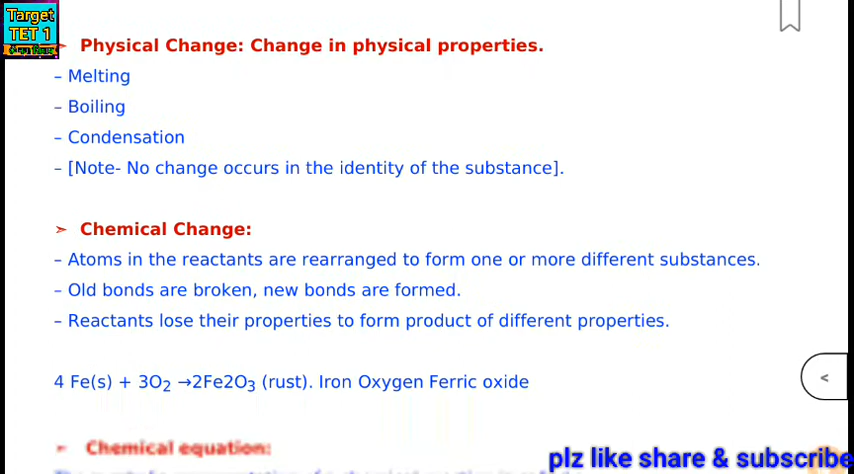 Target
TET 1
➢ Physical Change: Change in physical properties.
– Melting
– Boiling
– Condensation
– [Note- No change occurs in the identity of the substance].
➢ Chemical Change:
– Atoms in the reactants are rearranged to form one or more different substances.
– Old bonds are broken, new bonds are formed.
– Reactants lose their properties to form product of different properties.
4 Fe(s) + 3O₂ →2Fe2O₃ (rust). Iron Oxygen Ferric oxide
<
➢ Chemical equation:
plz like share & subscribe